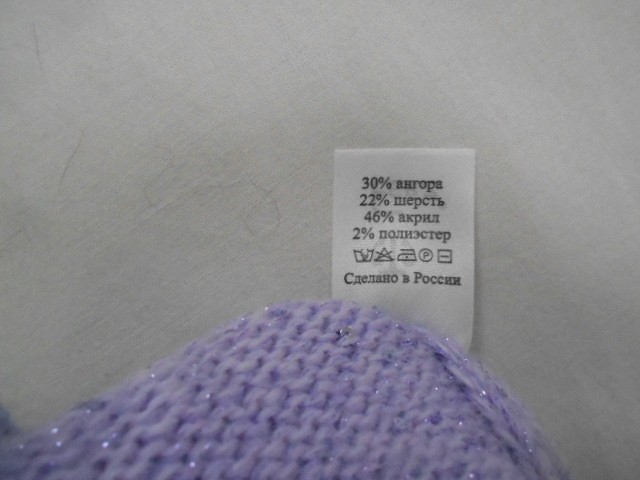 30% ангора
22% шерсть
46% акрил
2% полиэстер
Сделано в России